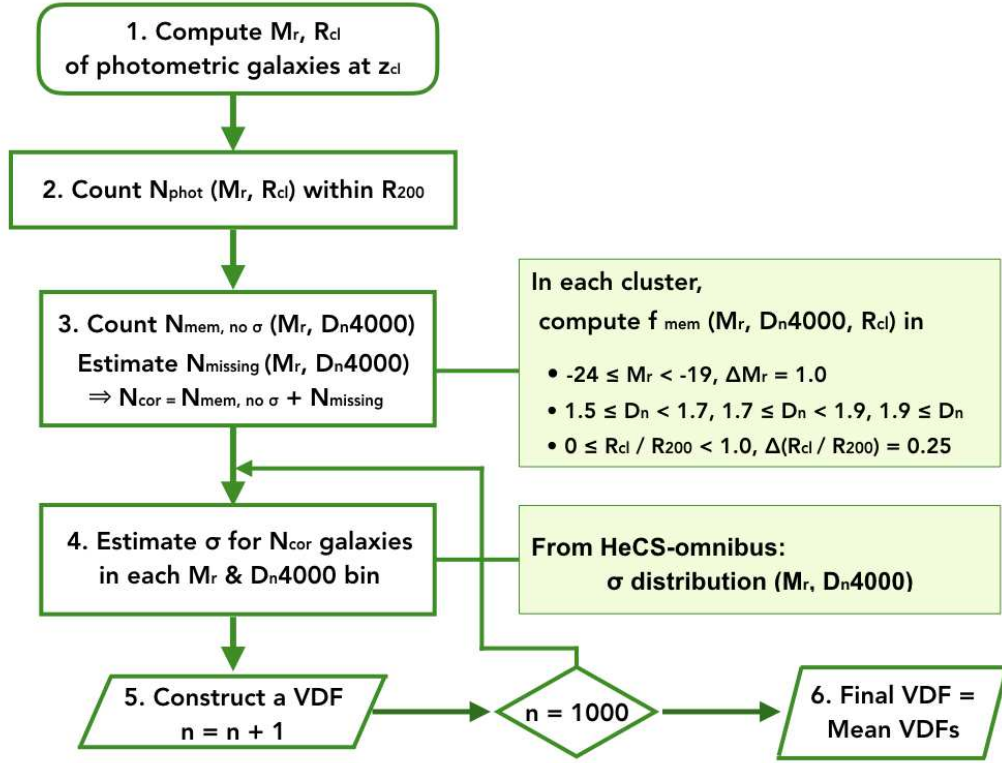 1. Compute Mr, Rcl
of photometric galaxies at zcl
2. Count Nphot (Mr, Rcl) within R200
3. Count Nmem, no σ (Mr, Dn4000)
Estimate Nmissing (Mr, Dn4000)
⇒ Ncor = Nmem, no σ + Nmissing
In each cluster,
compute f mem (Mr, Dn4000, Rcl) in
• -24 ≤ Mr < -19, ΔMr = 1.0
• 1.5 ≤ Dn < 1.7, 1.7 ≤ Dn < 1.9, 1.9 ≤ Dn
• 0 ≤ Rcl / R200 < 1.0, Δ(Rcl / R200) = 0.25
4. Estimate σ for Ncor galaxies
in each Mr & Dn4000 bin
From HeCS-omnibus:
σ distribution (Mr, Dn4000)
5. Construct a VDF
n = n + 1
n = 1000
6. Final VDF =
Mean VDFs